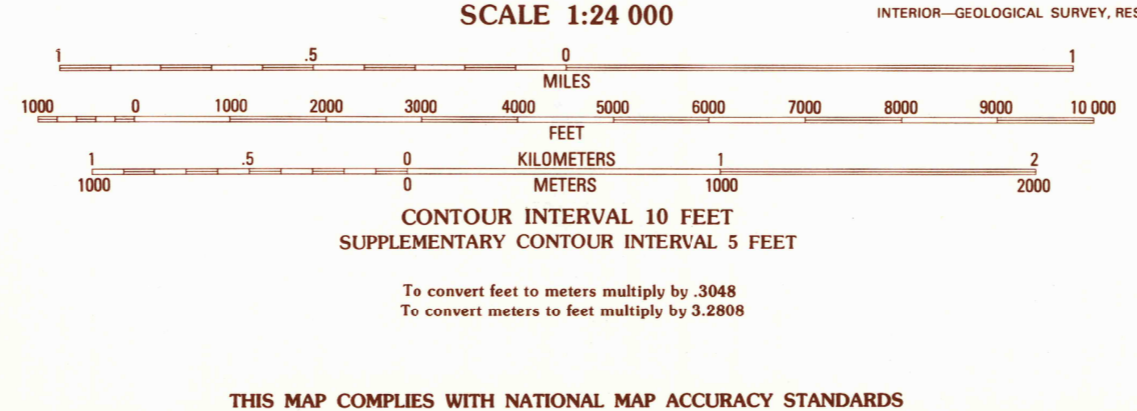 SCALE 1:24 000
INTERIOR—GEOLOGICAL SURVEY, RES
1 .5 0 1
MILES
1000 0 1000 2000 3000 4000 5000 6000 7000 8000 9000 10 000
FEET
1 .5 0 KILOMETERS 1 2
1000 0 METERS 1000 2000
CONTOUR INTERVAL 10 FEET
SUPPLEMENTARY CONTOUR INTERVAL 5 FEET
To convert feet to meters multiply by .3048
To convert meters to feet multiply by 3.2808
THIS MAP COMPLIES WITH NATIONAL MAP ACCURACY STANDARDS